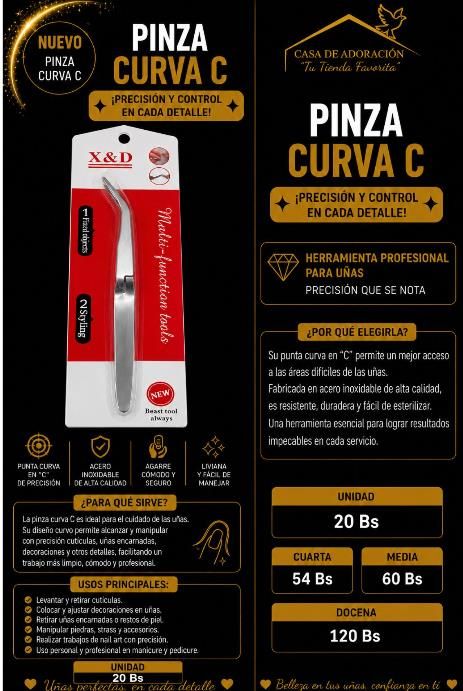 NUEVO
PINZA
CURVA C
PINZA
CURVA C
¡PRECISIÓN Y CONTROL
EN CADA DETALLE!
X&D
1 Fixed objects
2 Styling
Multi-function tools
NEW
Beast tool
always
PUNTA CURVA
EN "C"
DE PRECISIÓN
ACERO
INOXIDABLE
DE ALTA CALIDAD
AGARRE
CÓMODO Y
SEGURO
LIVIANA
Y FÁCIL DE
MANEJAR
¿PARA QUÉ SIRVE?
La pinza curva C es ideal para el cuidado de las uñas.
Su diseño curvo permite alcanzar y manipular
con precisión cutículas, uñas encarnadas,
decoraciones y otros detalles, facilitando un
trabajo más limpio, cómodo y profesional.
USOS PRINCIPALES:
Levantar y retirar cutículas.
Colocar y ajustar decoraciones en uñas.
Retirar uñas encarnadas o restos de piel.
Manipular piedras, strass y accesorios.
Realizar trabajos de nail art con precisión.
Uso personal y profesional en manicure y pedicure.
UNIDAD
20 Bs
Uñas perfectas, en cada detalle
CASA DE ADORACIÓN
"Tu Tienda Favorita"
PINZA
CURVA C
¡PRECISIÓN Y CONTROL
EN CADA DETALLE!
HERRAMIENTA PROFESIONAL
PARA UÑAS
PRECISIÓN QUE SE NOTA
¿POR QUÉ ELEGIRLA?
Su punta curva en "C" permite un mejor acceso
a las áreas difíciles de las uñas.
Fabricada en acero inoxidable de alta calidad,
es resistente, duradera y fácil de esterilizar.
Una herramienta esencial para lograr resultados
impecables en cada servicio.
UNIDAD
20 Bs
CUARTA
54 Bs
MEDIA
60 Bs
DOCENA
120 Bs
Belleza en tus uñas, confianza en ti